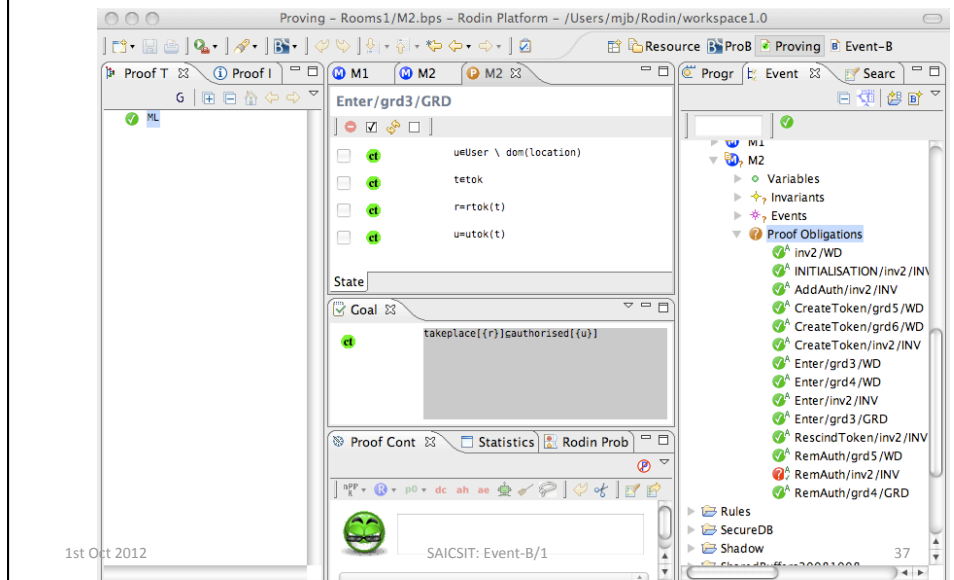 Proving – Rooms1/M2.bps – Rodin Platform – /Users/mjb/Rodin/workspace1.0
Resource ProB Proving Event-B
Proof T Proof I
G
ML
M1 M2 M2
Enter/grd3/GRD
ct u∈User \ dom(location)
ct t∈tok
ct r=rtok(t)
ct u=utok(t)
State
Goal
ct takeplace[{r}]⊆authorised[{u}]
Proof Cont Statistics Rodin Prob
nPP R p0 dc ah ae
Progr Event Searc
M1
M2
Variables
Invariants
Events
Proof Obligations
inv2/WD
INITIALISATION/inv2/INV
AddAuth/inv2/INV
CreateToken/grd5/WD
CreateToken/grd6/WD
CreateToken/inv2/INV
Enter/grd3/WD
Enter/grd4/WD
Enter/inv2/INV
Enter/grd3/GRD
RescindToken/inv2/INV
RemAuth/grd5/WD
RemAuth/inv2/INV
RemAuth/grd4/GRD
Rules
SecureDB
Shadow
1st Oct 2012
SAICSIT: Event-B/1
37